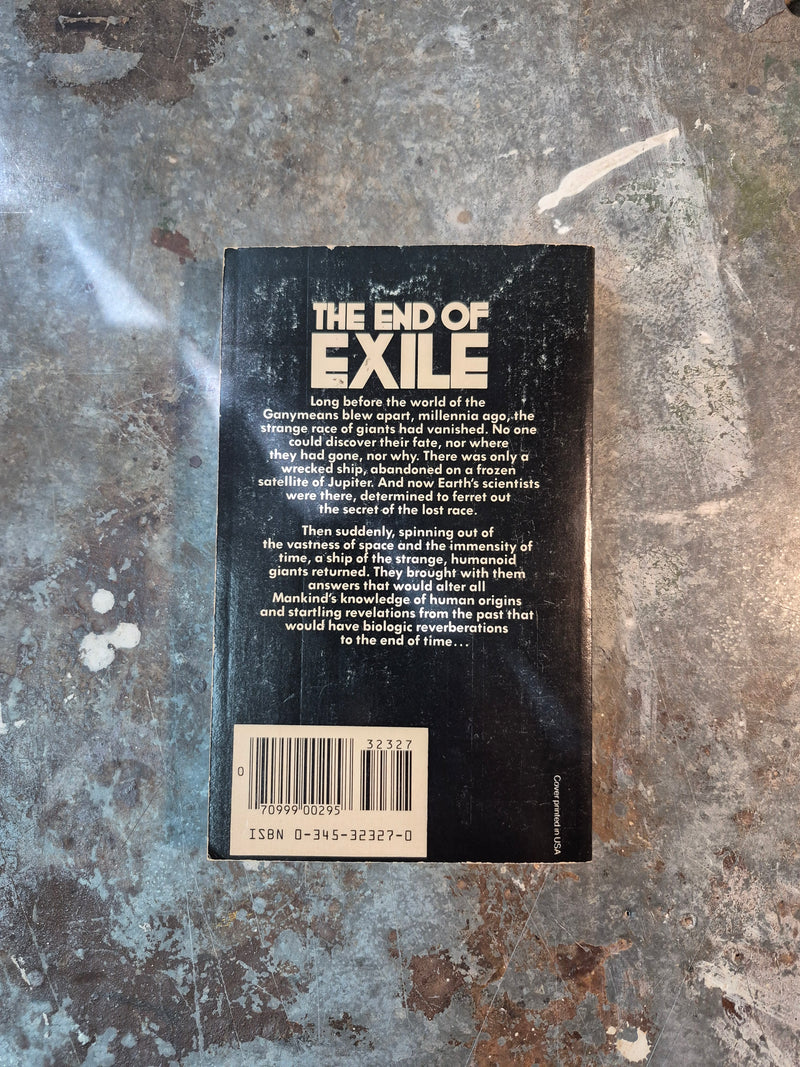 THE END OF
EXILE
Long before the world of the
Ganymeans blew apart, millennia ago, the
strange race of giants had vanished. No one
could discover their fate, nor where
they had gone, nor why. There was only a
wrecked ship, abandoned on a frozen
satellite of Jupiter. And now Earth's scientists
were there, determined to ferret out
the secret of the lost race.
Then suddenly, spinning out of
the vastness of space and the immensity of
time, a ship of the strange, humanoid
giants returned. They brought with them
answers that would alter all
Mankind's knowledge of human origins
and startling revelations from the past that
would have biologic reverberations
to the end of time...
32327
0
70999 00295
ISBN 0-345-32327-0
Cover printed in USA